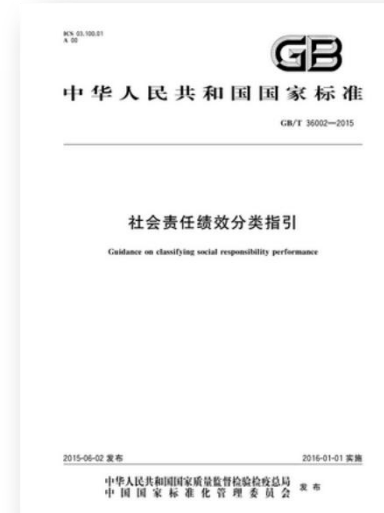 ICS 03.100.01
A 00
GB
中华人民共和国国家标准
GB/T 36002—2015
社会责任绩效分类指引
Guidance on classifying social responsibility performance
2015-06-02 发布
2016-01-01 实施
中华人民共和国国家质量监督检验检疫总局
中国国家标准化管理委员会
发布